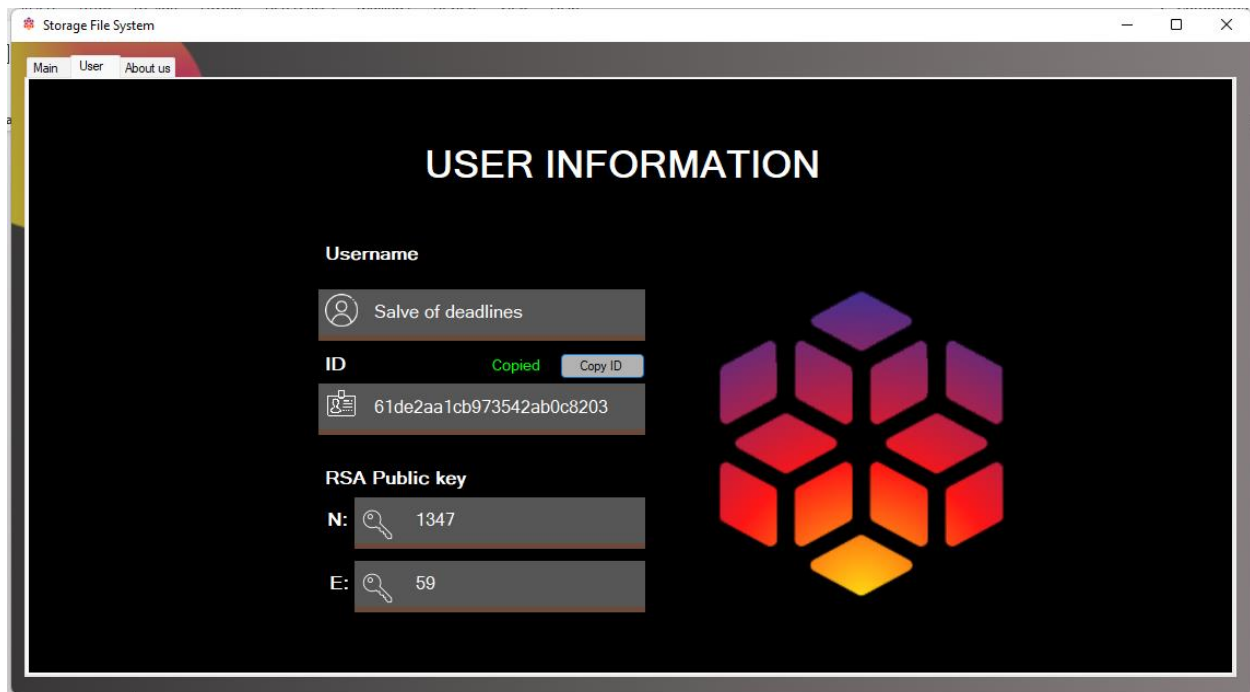 Storage File System
Main User About us
USER INFORMATION
Username
Salve of deadlines
ID Copied Copy ID
61de2aa1cb973542ab0c8203
RSA Public key
N: 1347
E: 59